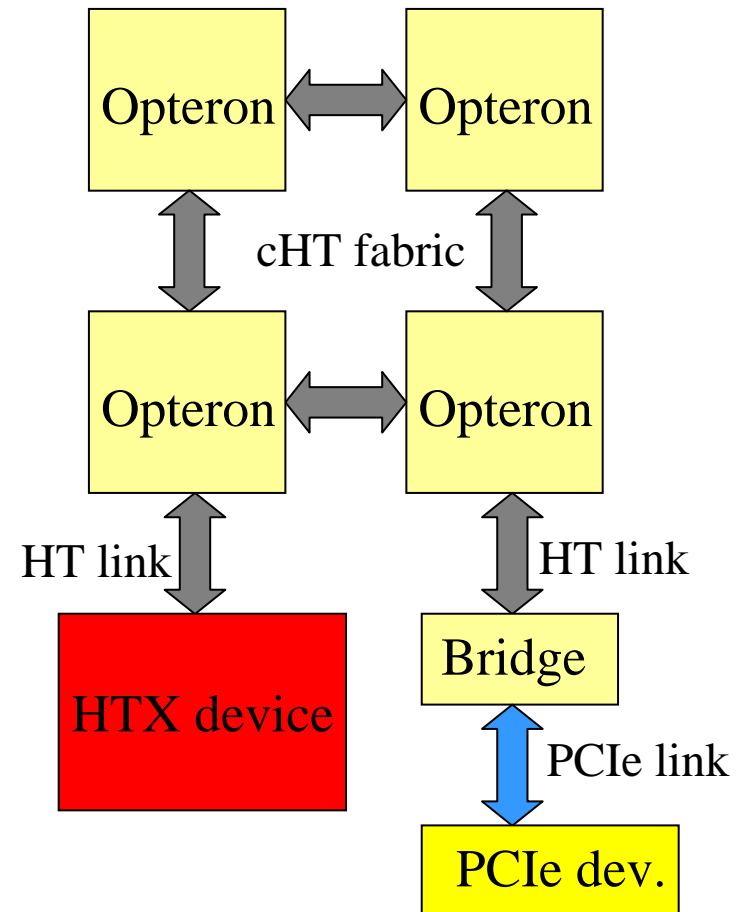 Opteron
Opteron
cHT fabric
Opteron
Opteron
HT link
HT link
Bridge
HTX device
PCIe link
PCIe dev.